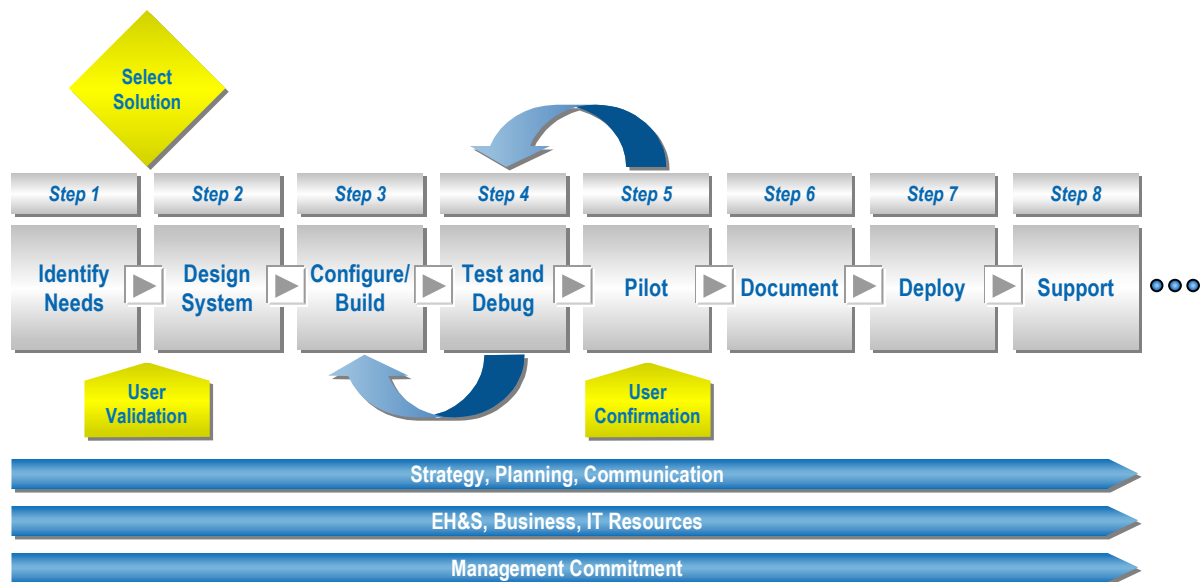 Select
Solution
Step 1
Step 2
Step 3
Step 4
Step 5
Step 6
Step 7
Step 8
Identify
Needs
Design
System
Configure/
Build
Test and
Debug
Pilot
Document
Deploy
Support
User
Validation
User
Confirmation
Strategy, Planning, Communication
EH&S, Business, IT Resources
Management Commitment